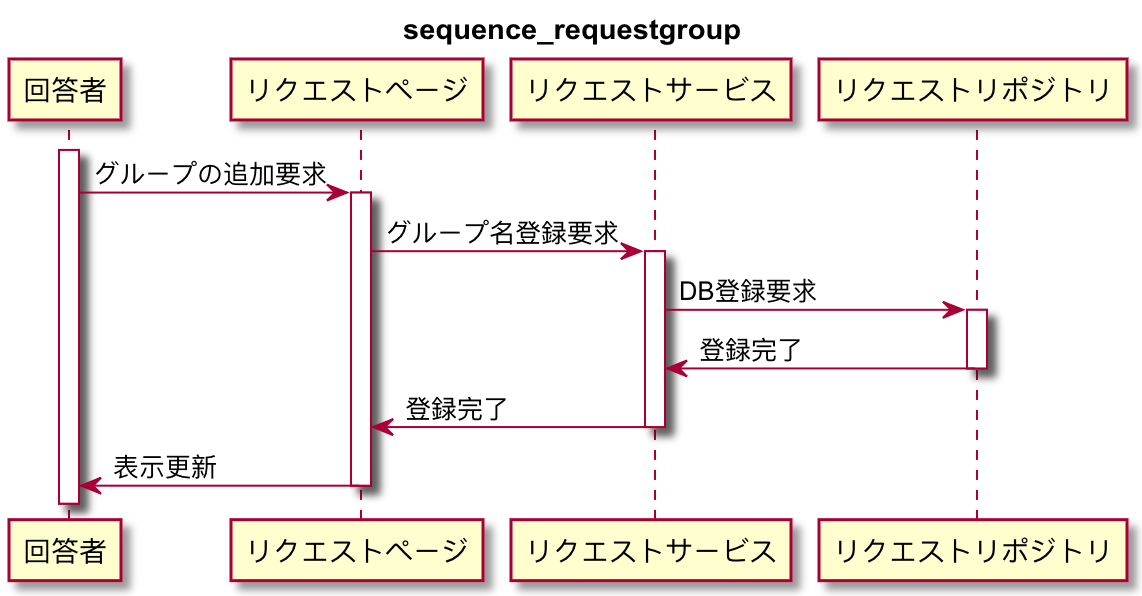 sequence_requestgroup
回答者
リクエストページ
リクエストサービス
リクエストリポジトリ
グループの追加要求
グループ名登録要求
DB登録要求
登録完了
登録完了
表示更新
回答者
リクエストページ
リクエストサービス
リクエストリポジトリ